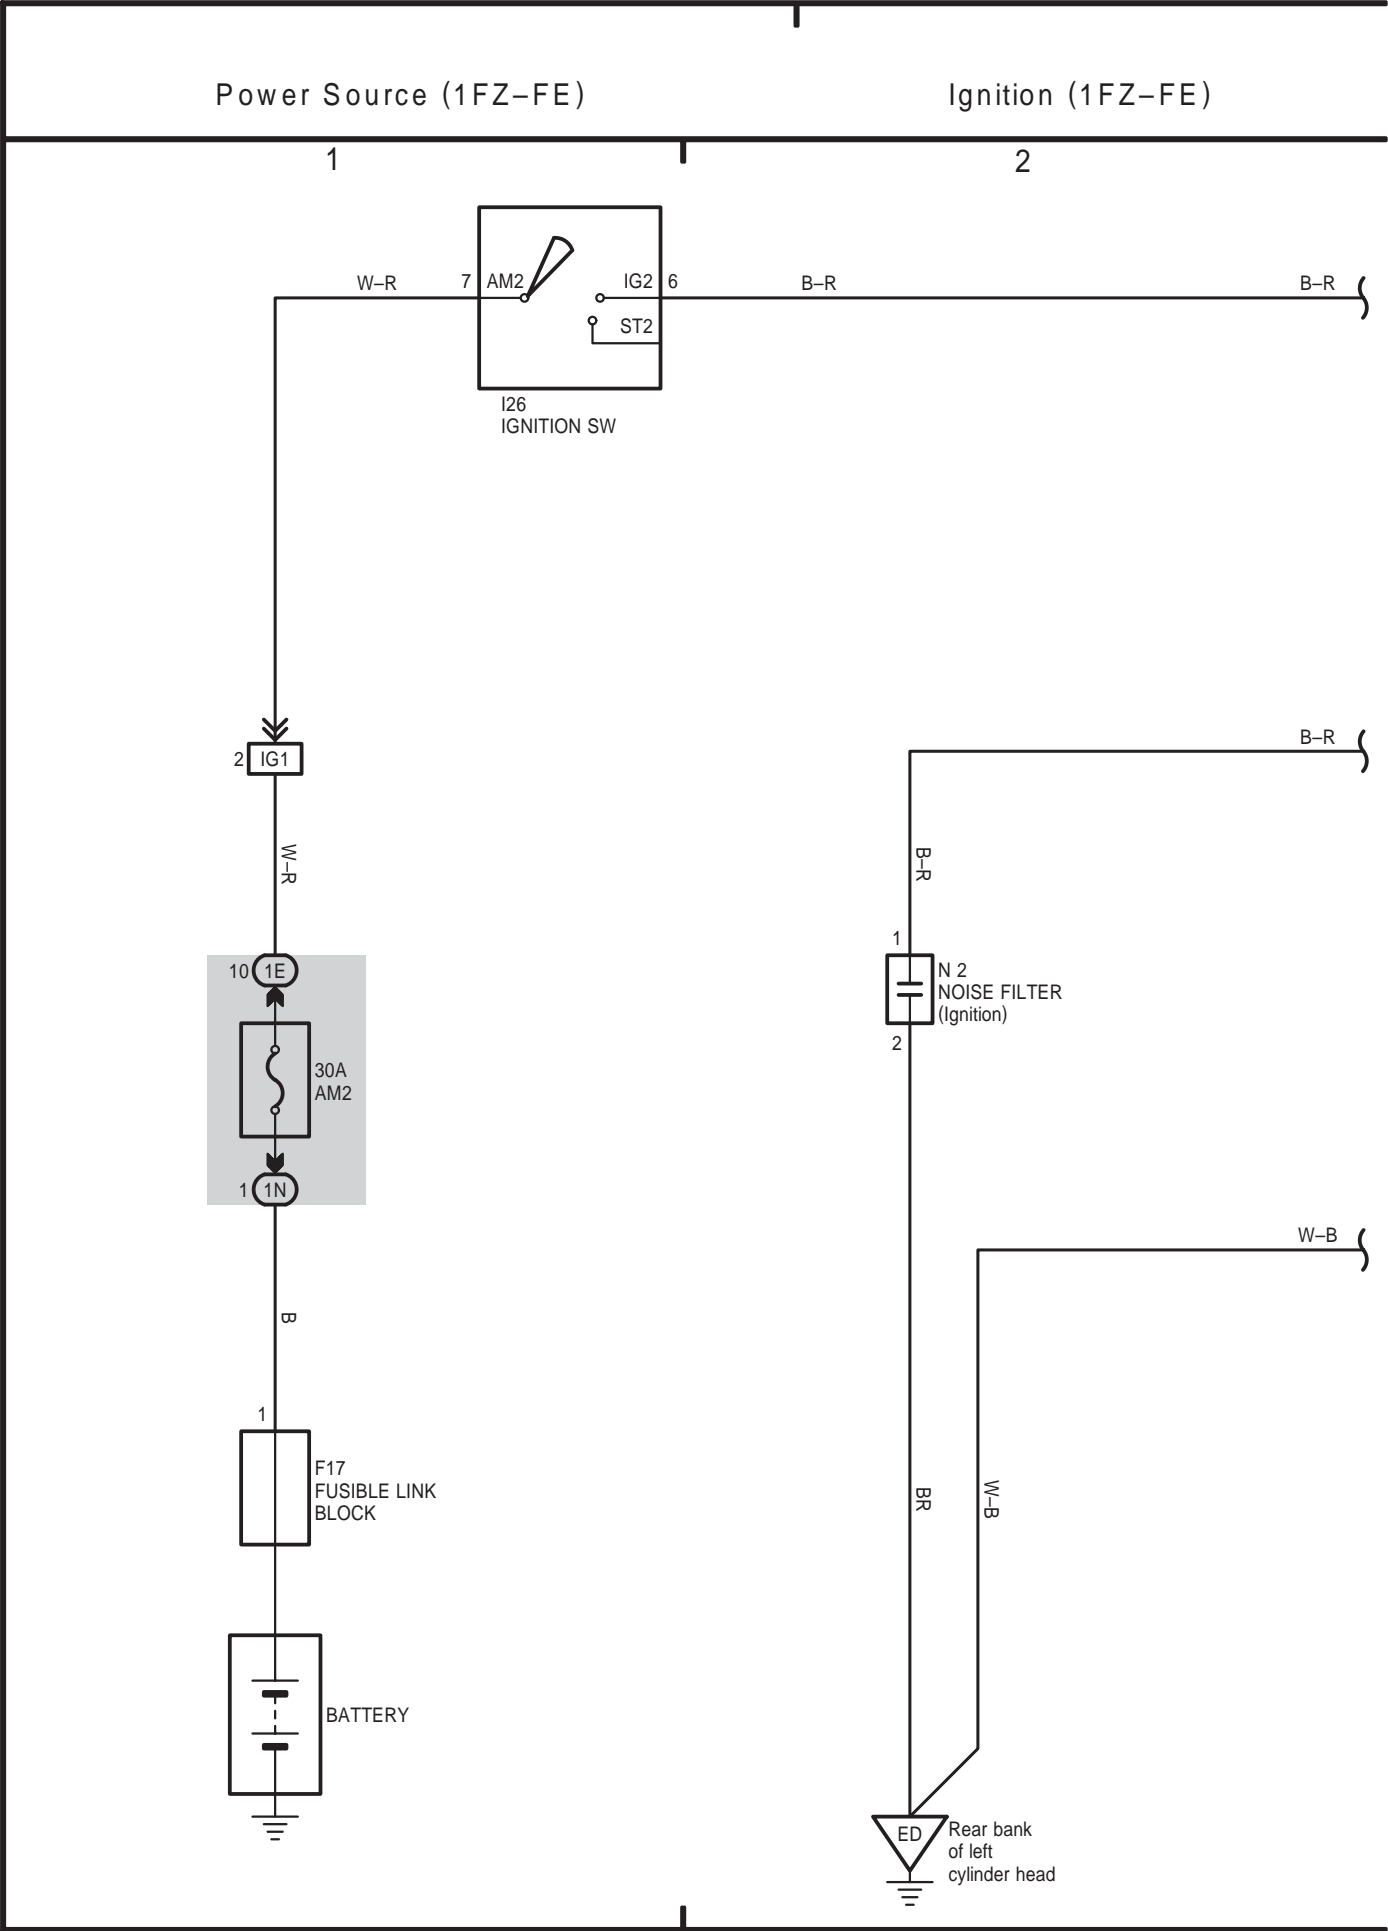 Power Source (1FZ–FE)
Ignition (1FZ–FE)
1
2
W–R
7
AM2
IG2
6
B–R
B–R
ST2
I26
IGNITION SW
B–R
2
IG1
W–R
B–R
1
10
1E
N 2
NOISE FILTER
(Ignition)
2
30A
AM2
1
1N
W–B
B
1
F17
FUSIBLE LINK
BLOCK
BR
W–B
BATTERY
ED
Rear bank
of left
cylinder head